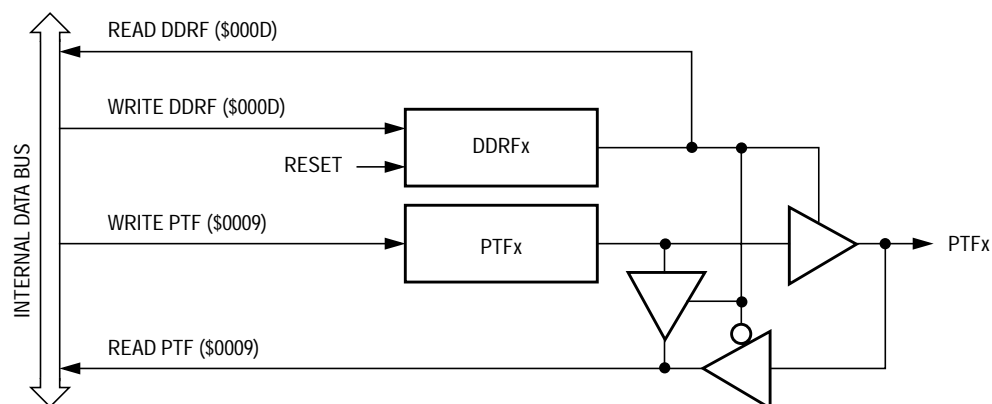 READ DDRF ($000D)
WRITE DDRF ($000D)
DDRFx
RESET
INTERNAL DATA BUS
WRITE PTF ($0009)
PTFx
PTFx
READ PTF ($0009)